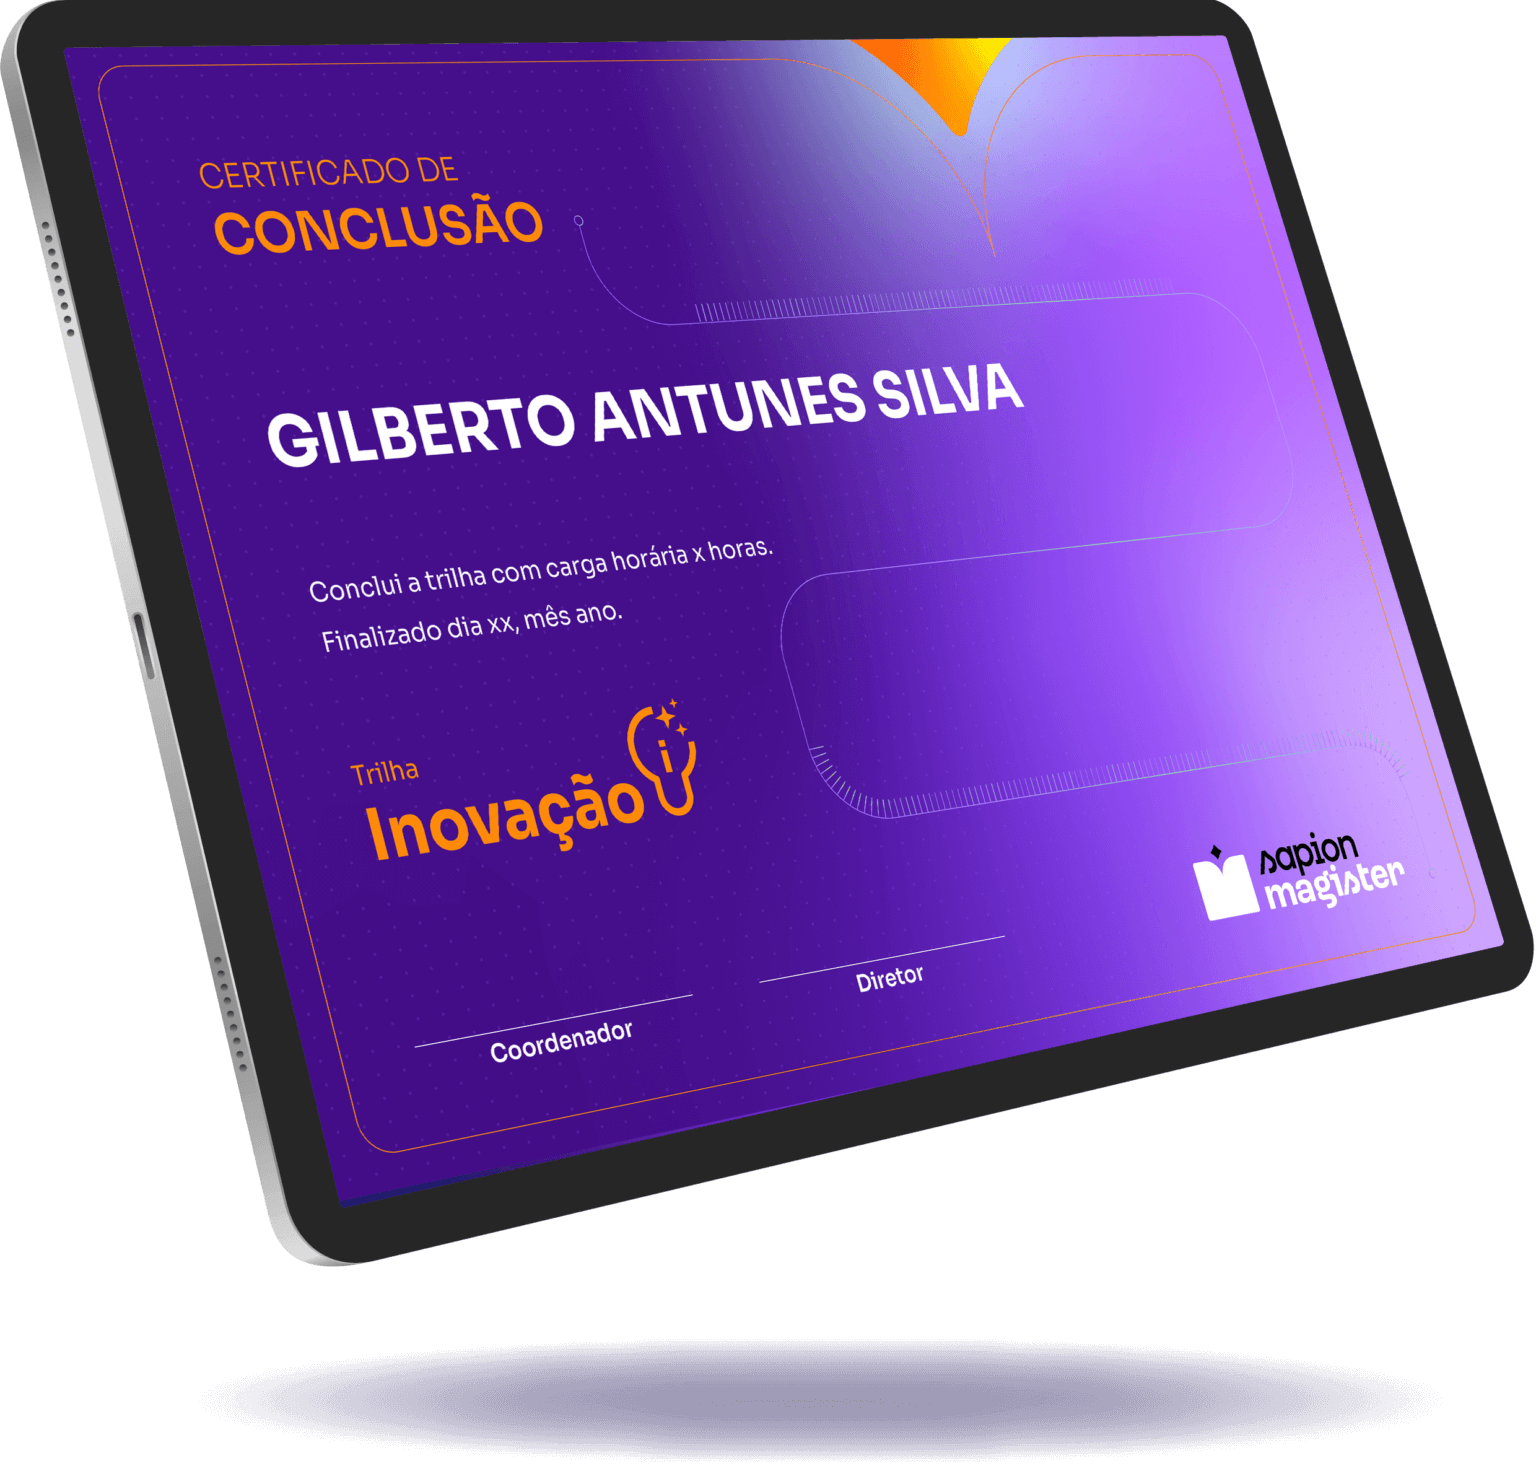 CERTIFICADO DE
CONCLUSÃO
GILBERTO ANTUNES SILVA
Conclui a trilha com carga horária x horas.
Finalizado dia xx, mês ano.
Trilha
Inovação
i
sapion
magister
Coordenador
Diretor